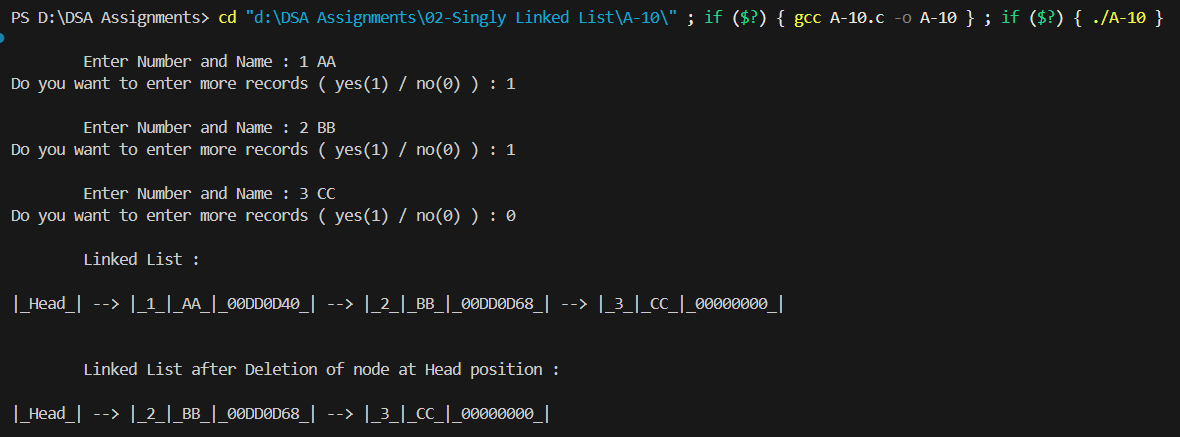 PS D:\DSA Assignments> cd "d:\DSA Assignments\02-Singly Linked List\A-10\" ; if ($?) { gcc A-10.c -o A-10 } ; if ($?) { ./A-10 }
Enter Number and Name : 1 AA
Do you want to enter more records ( yes(1) / no(0) ) : 1
Enter Number and Name : 2 BB
Do you want to enter more records ( yes(1) / no(0) ) : 1
Enter Number and Name : 3 CC
Do you want to enter more records ( yes(1) / no(0) ) : 0
Linked List :
|_Head_| --> |_1_|_AA_|_00DD0D40_| --> |_2_|_BB_|_00DD0D68_| --> |_3_|_CC_|_00000000_|
Linked List after Deletion of node at Head position :
|_Head_| --> |_2_|_BB_|_00DD0D68_| --> |_3_|_CC_|_00000000_|